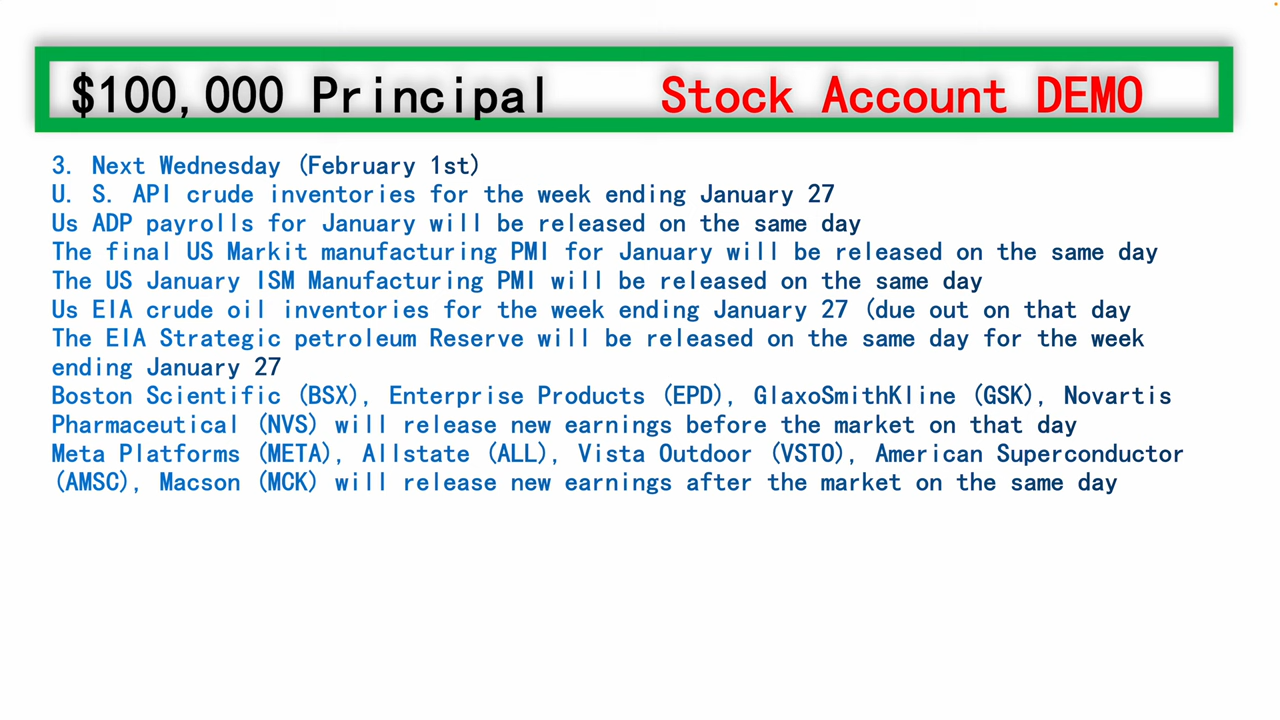 $100,000 Principal Stock Account DEMO
3. Next Wednesday (February 1st)
U. S. API crude inventories for the week ending January 27
Us ADP payrolls for January will be released on the same day
The final US Markit manufacturing PMI for January will be released on the same day
The US January ISM Manufacturing PMI will be released on the same day
Us EIA crude oil inventories for the week ending January 27 (due out on that day
The EIA Strategic petroleum Reserve will be released on the same day for the week
ending January 27
Boston Scientific (BSX), Enterprise Products (EPD), GlaxoSmithKline (GSK), Novartis
Pharmaceutical (NVS) will release new earnings before the market on that day
Meta Platforms (META), Allstate (ALL), Vista Outdoor (VSTO), American Superconductor
(AMSC), Macson (MCK) will release new earnings after the market on the same day